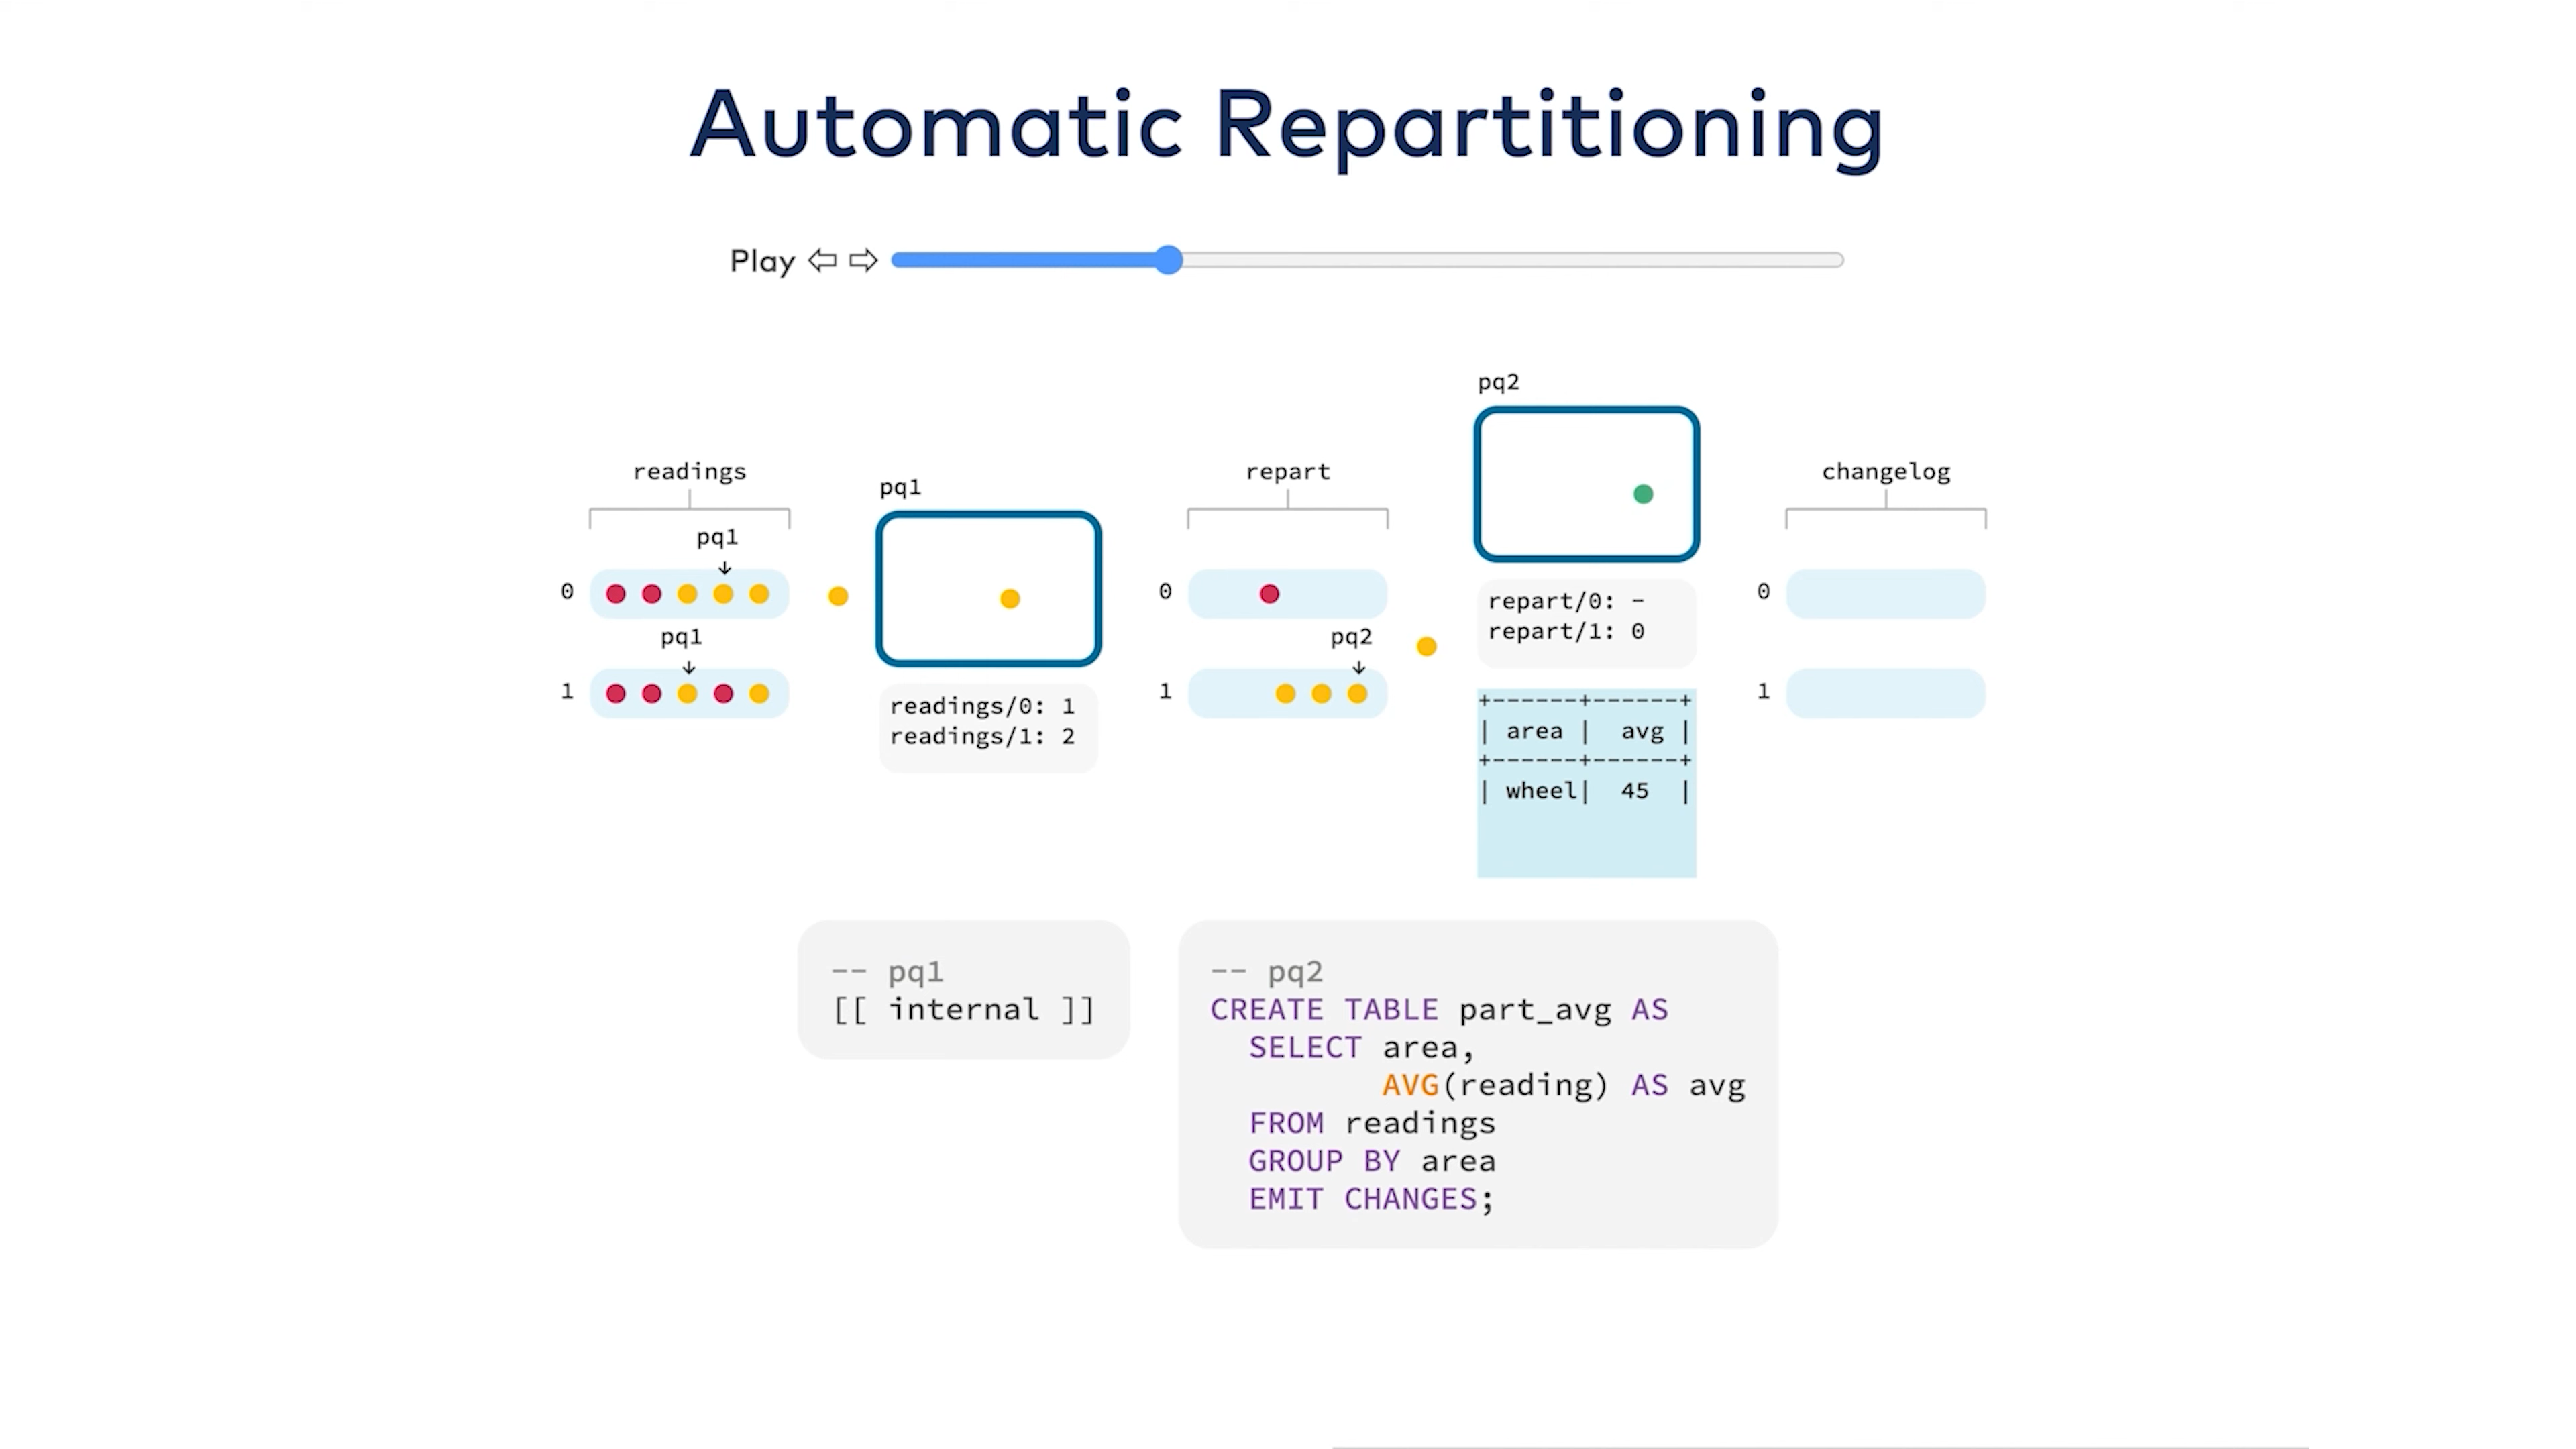 Automatic Repartitioning
Play ⇦ ⇨
pq2
readings
repart
changelog
pq1
pq1
0
0
0
repart/0: -
repart/1: 0
pq1
pq2
1
1
1
readings/0: 1
readings/1: 2
+------+------+
| area |  avg |
+------+------+
| wheel|  45  |
-- pq1
[[ internal ]]
-- pq2
CREATE TABLE part_avg AS
  SELECT area,
         AVG(reading) AS avg
  FROM readings
  GROUP BY area
  EMIT CHANGES;